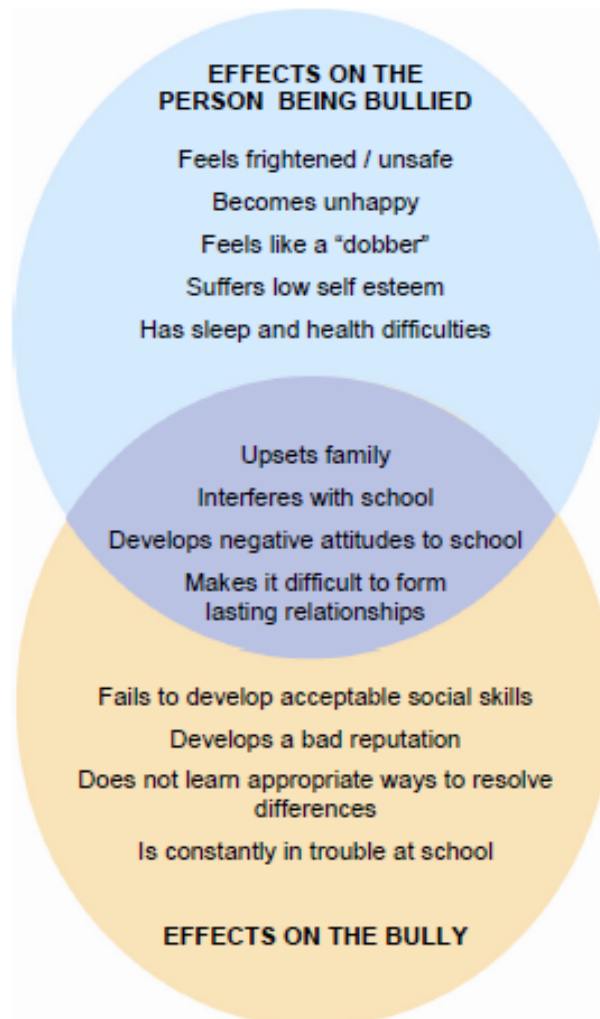 EFFECTS ON THE
PERSON BEING BULLIED
Feels frightened / unsafe
Becomes unhappy
Feels like a “dobber”
Suffers low self esteem
Has sleep and health difficulties
Upsets family
Interferes with school
Develops negative attitudes to school
Makes it difficult to form
lasting relationships
Fails to develop acceptable social skills
Develops a bad reputation
Does not learn appropriate ways to resolve
differences
Is constantly in trouble at school
EFFECTS ON THE BULLY